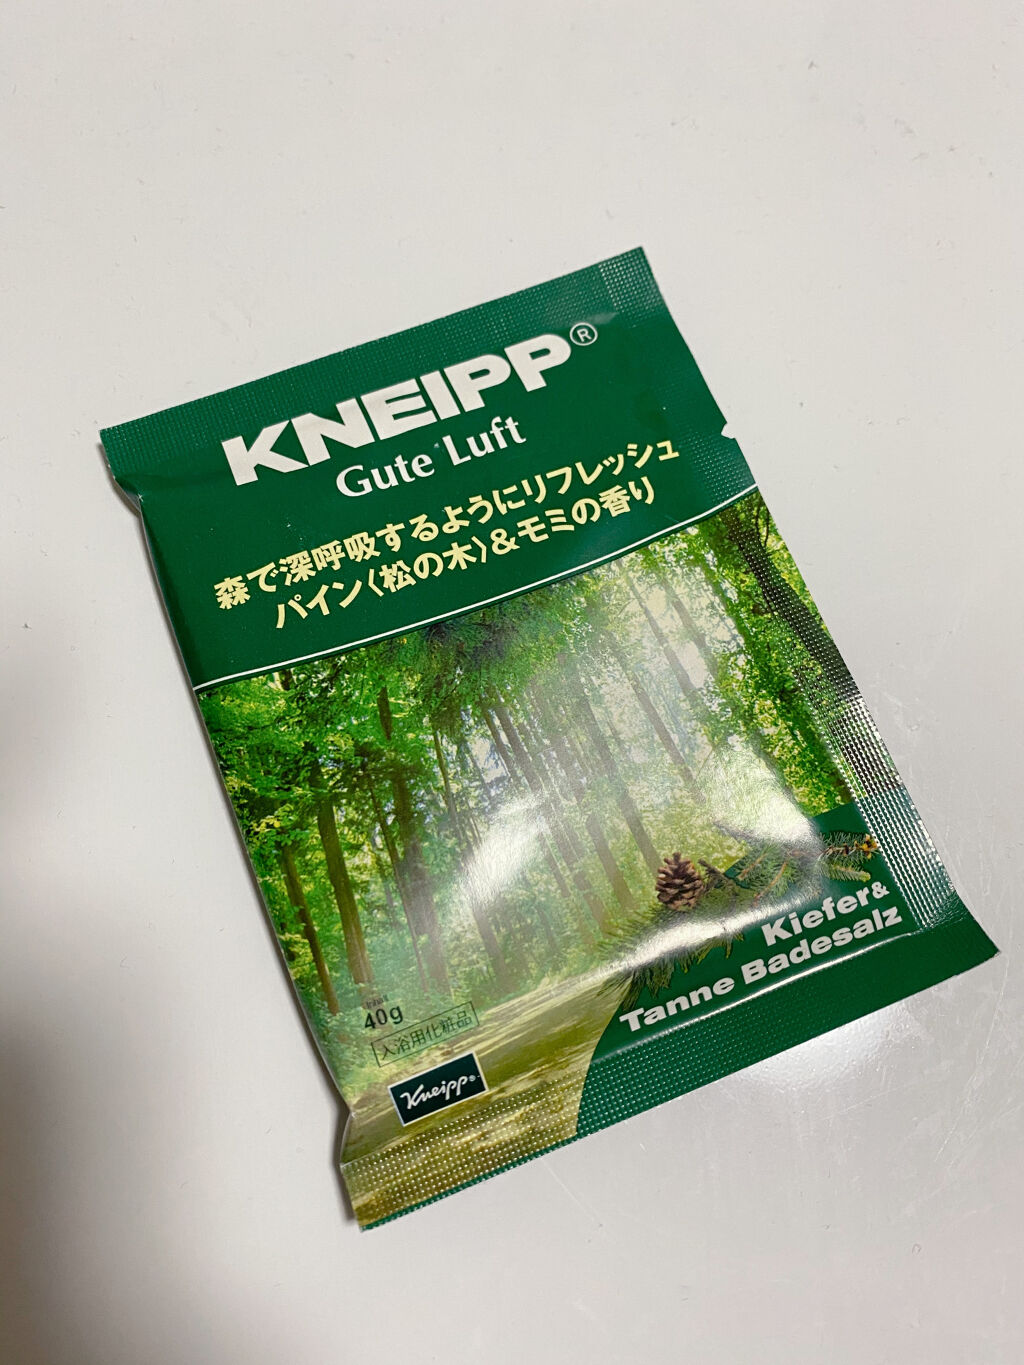 KNEIPP®
Gute Luft
森で深呼吸するようにリフレッシュ
パイン〈松の木〉&モミの香り
Kiefer&
Tanne Badesalz
Inhalt
40g
入浴用化粧品
Kneipp®